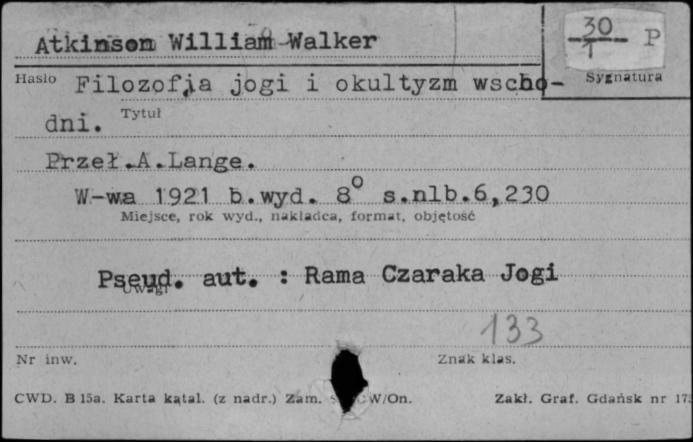 Atkinson William Walker
30
I P
Hasło
Sygnatura
Filozofja jogi i okultyzm wscho-
dni.
Tytuł
Przeł.A.Lange.
W-wa 1921 b.wyd. 8° s.nlb.6,230
Miejsce, rok wyd., nakładca, format, objętość
Pseud. aut. : Rama Czaraka Jogi
Uwagi
133
Nr inw.
Znak klas.
CWD. B 15a. Karta katal. (z nadr.) Zam. CW/On.
Zakł. Graf. Gdańsk nr